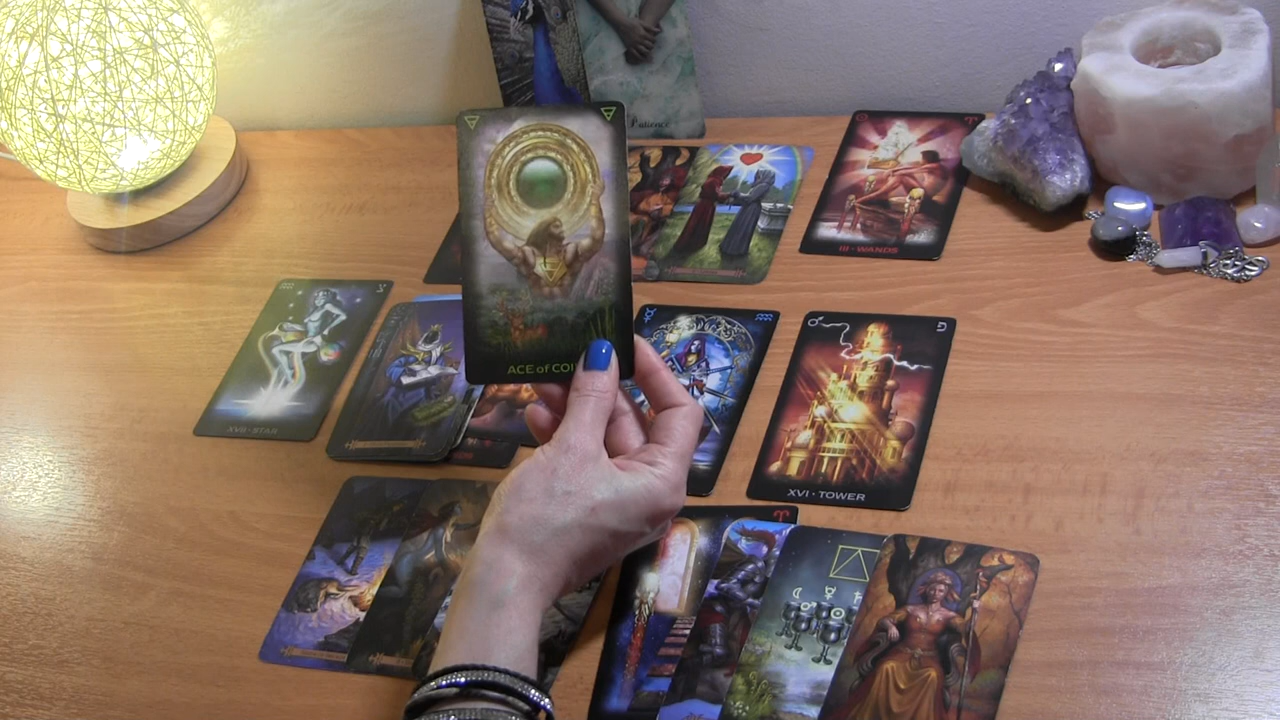 Patience
III · WANDS
ACE of COI
XVII · STAR
XVI · TOWER